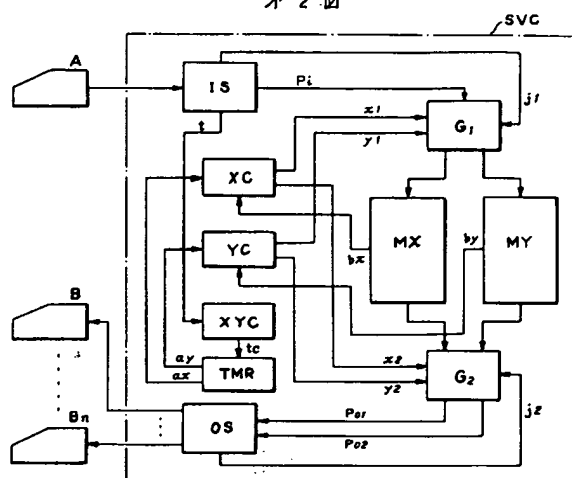 第2図
SVC
A
IS
Pi
j1
t
x1
y1
G1
XC
MX
MY
bx
by
YC
B
XYC
tc
ay
ax
TMR
x2
y2
G2
Po1
Po2
j2
OS
Bn